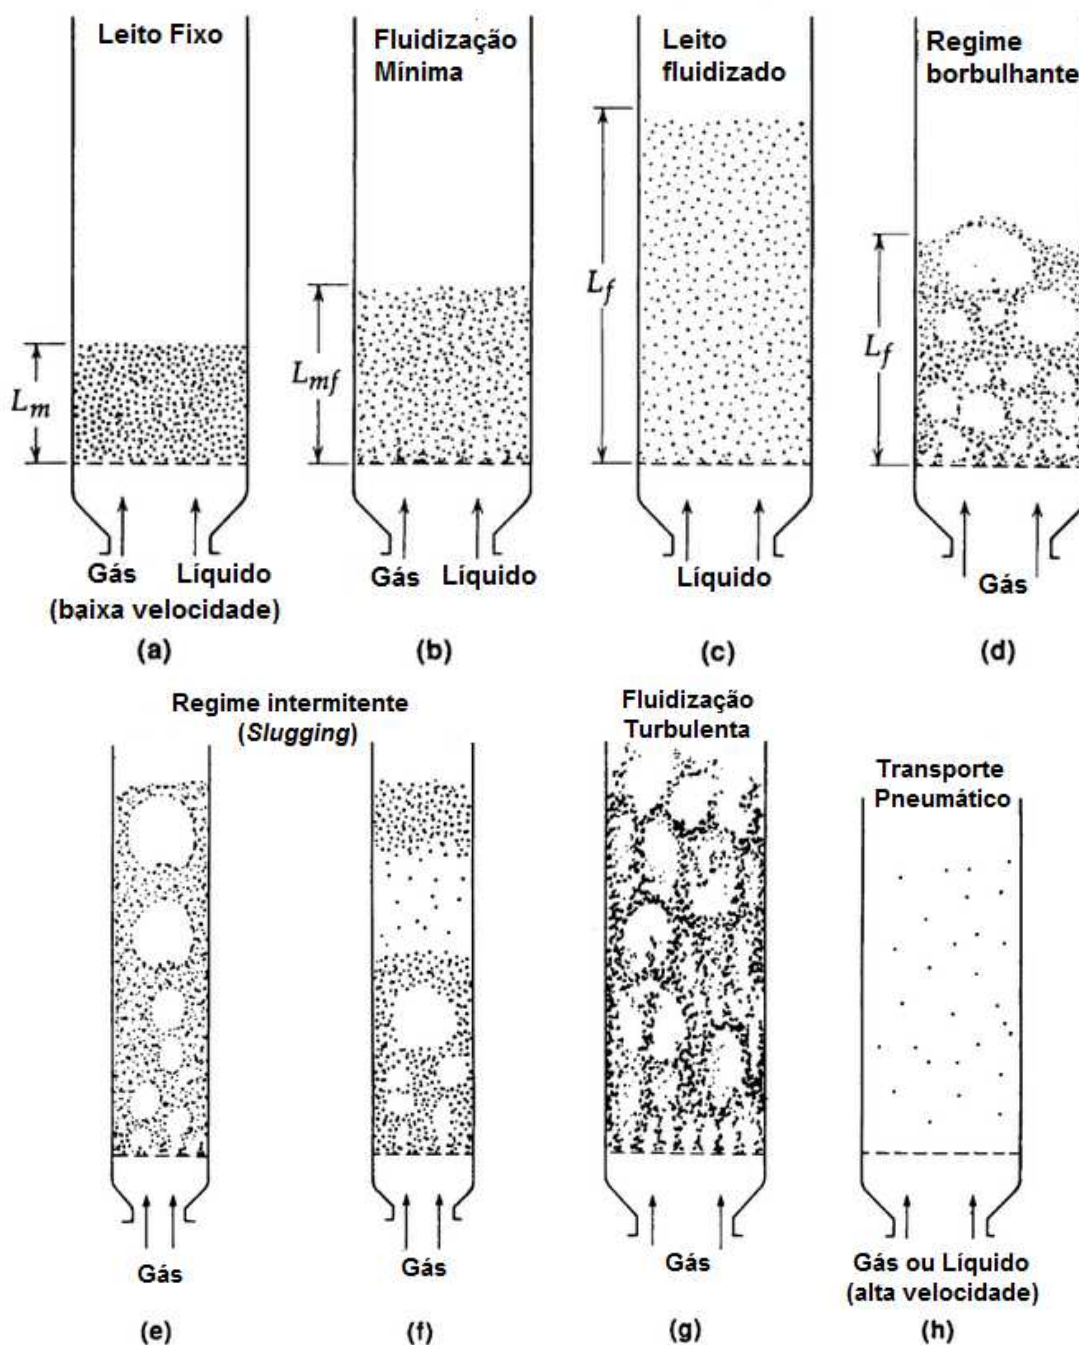 Leito Fixo
Fluidização
Mínima
Leito
fluidizado
Regime
borbulhante
L_m
L_mf
L_f
L_f
Gás
Líquido
(baixa velocidade)
Gás
Líquido
Líquido
Gás
(a)
(b)
(c)
(d)
Regime intermitente
(Slugging)
Fluidização
Turbulenta
Transporte
Pneumático
Gás
Gás
Gás
Gás ou Líquido
(alta velocidade)
(e)
(f)
(g)
(h)